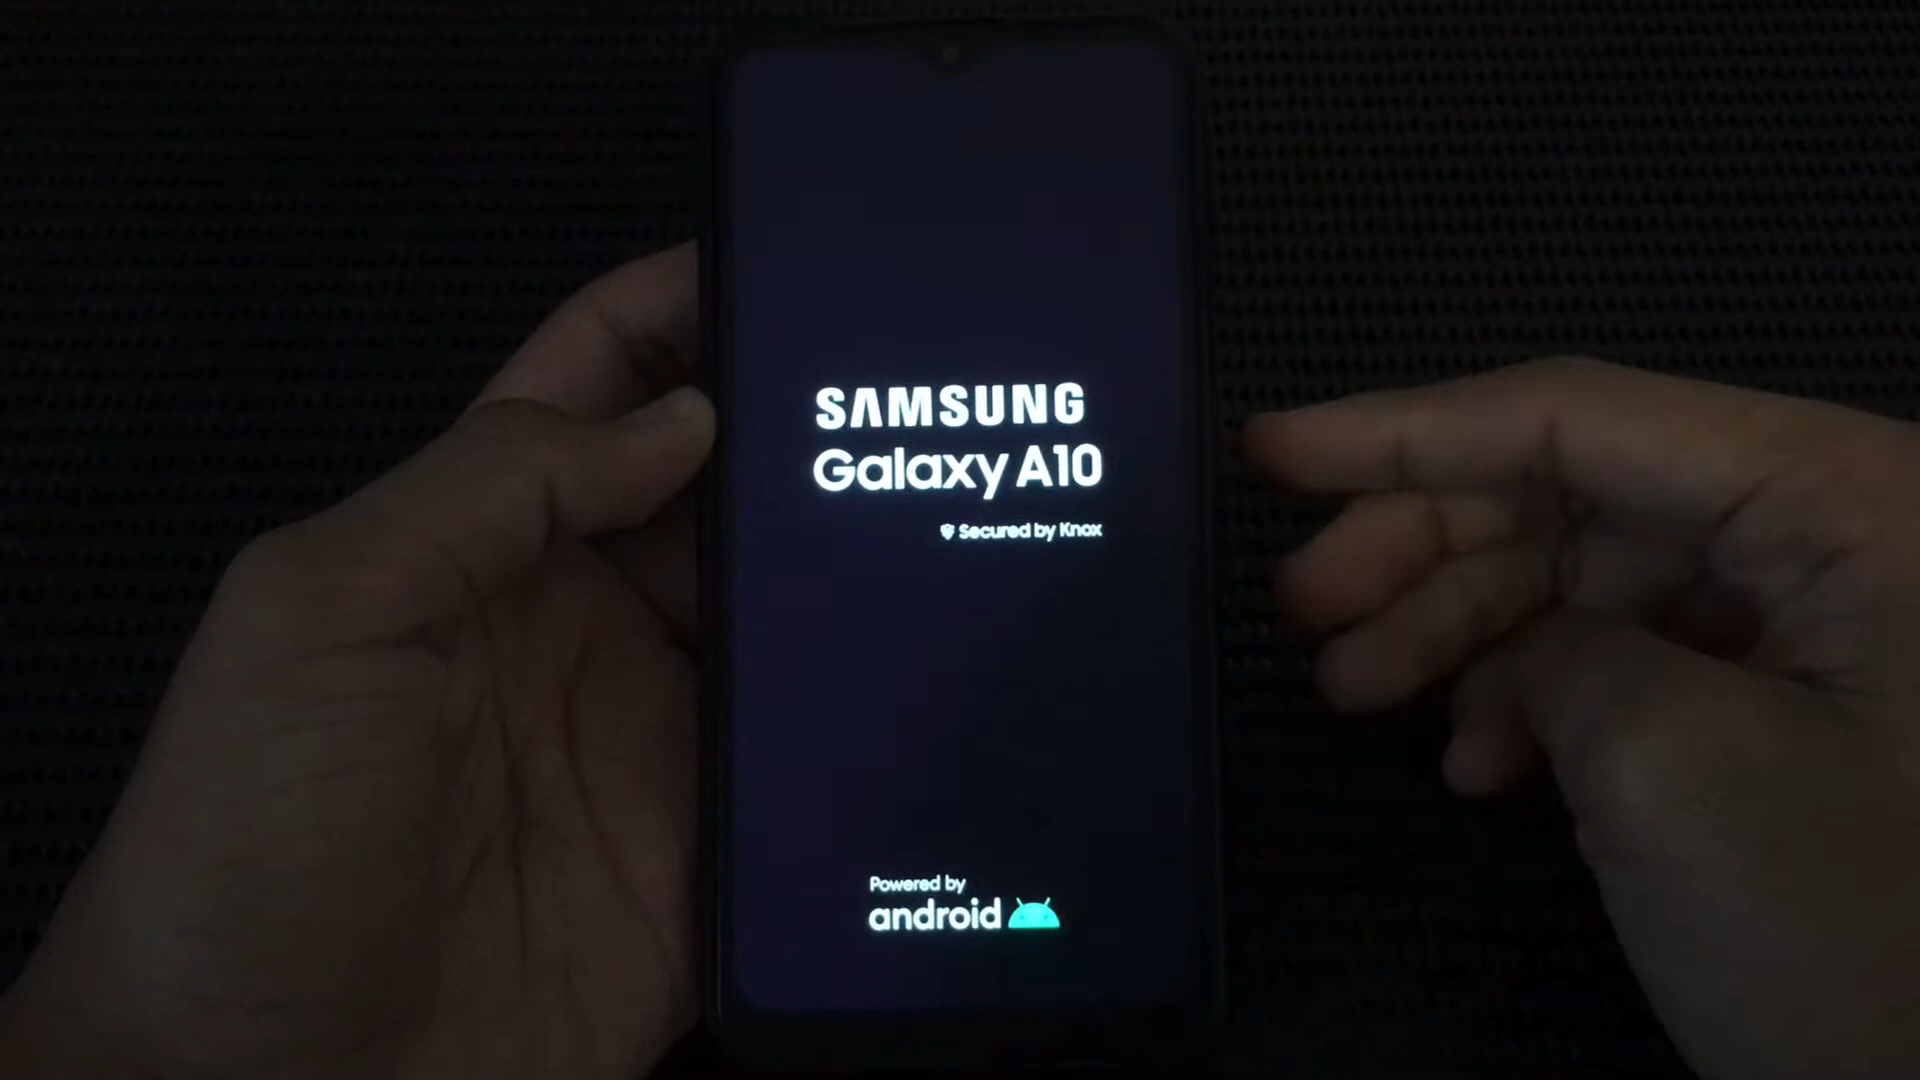 SAMSUNG
Galaxy A10
Secured by Knox
Powered by
android